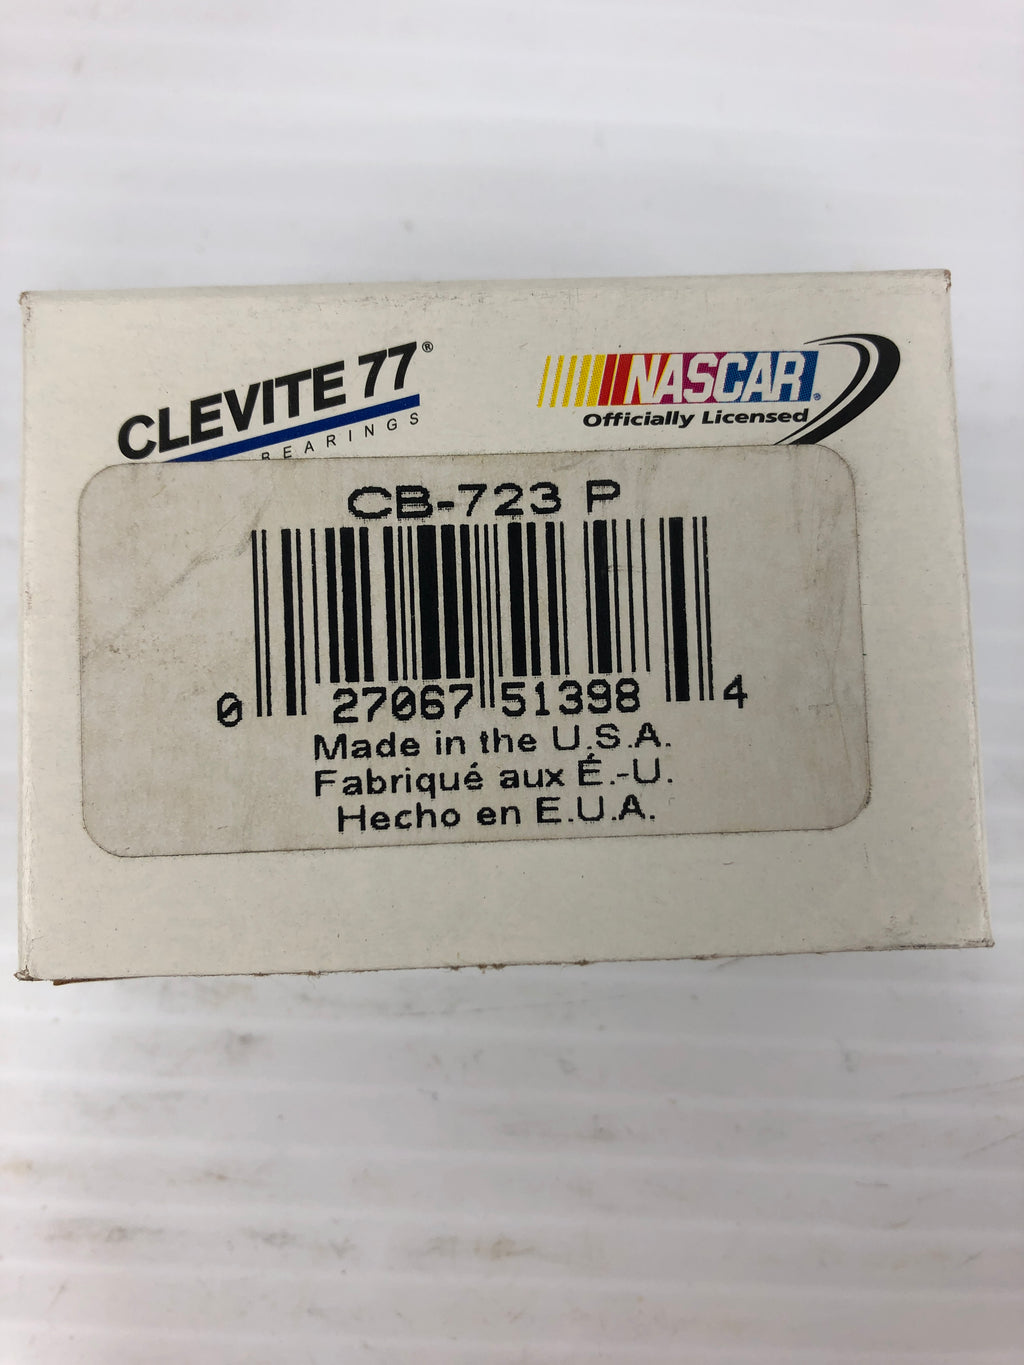 CLEVITE 77®
BEARINGS
NASCAR®
Officially Licensed
CB-723 P
0 27067 51398 4
Made in the U.S.A.
Fabriqué aux É.-U.
Hecho en E.U.A.